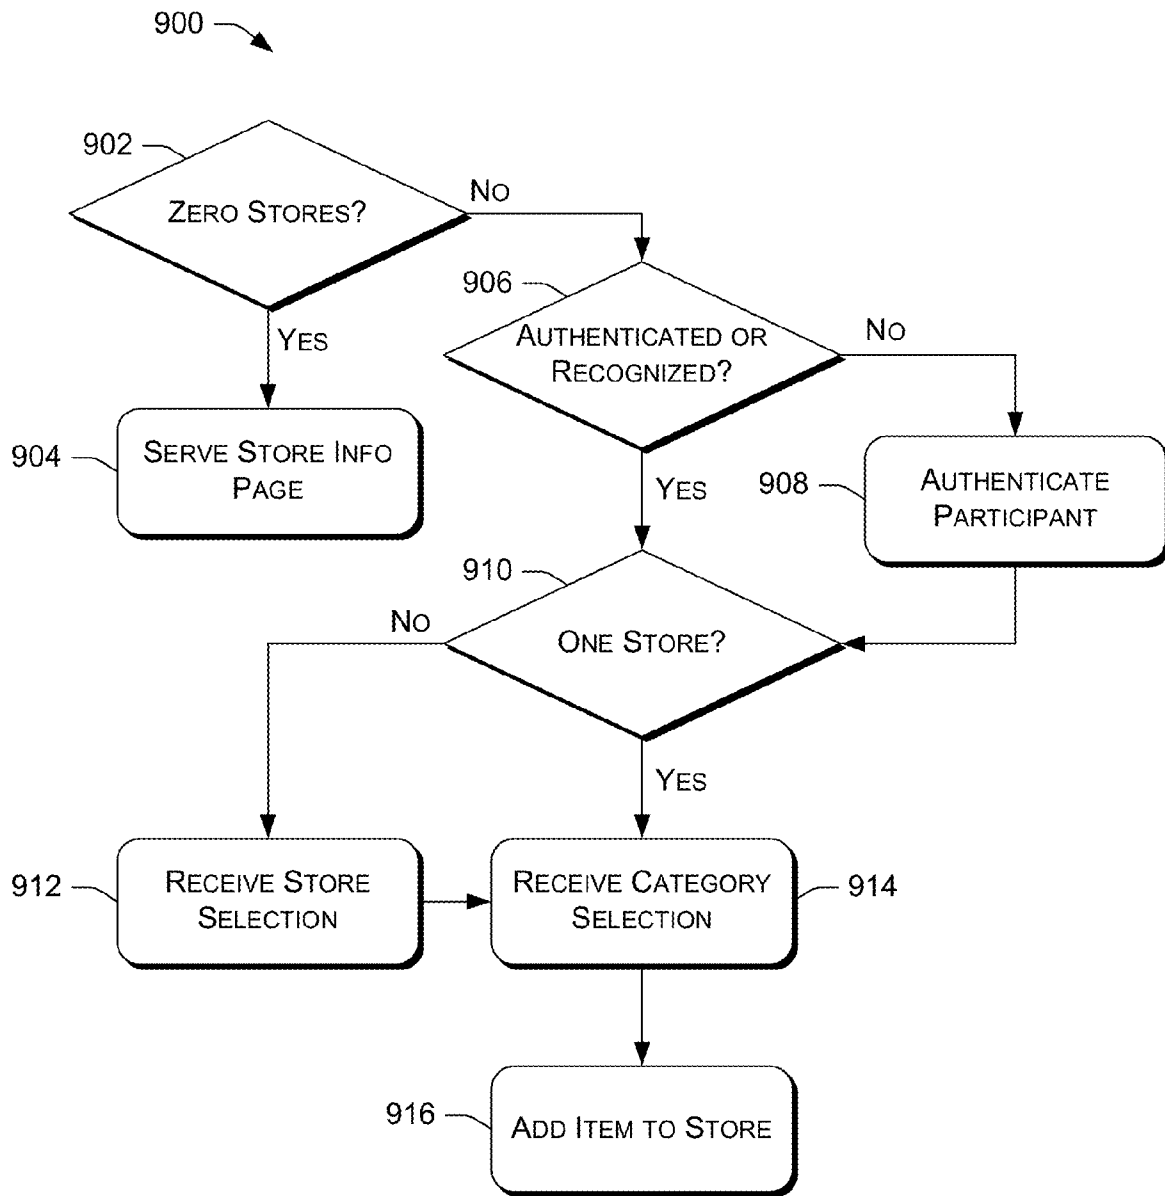 900
902
ZERO STORES?
NO
YES
906
AUTHENTICATED OR
RECOGNIZED?
NO
YES
904
SERVE STORE INFO
PAGE
908
AUTHENTICATE
PARTICIPANT
910
ONE STORE?
NO
YES
912
RECEIVE STORE
SELECTION
RECEIVE CATEGORY
SELECTION
914
916
ADD ITEM TO STORE